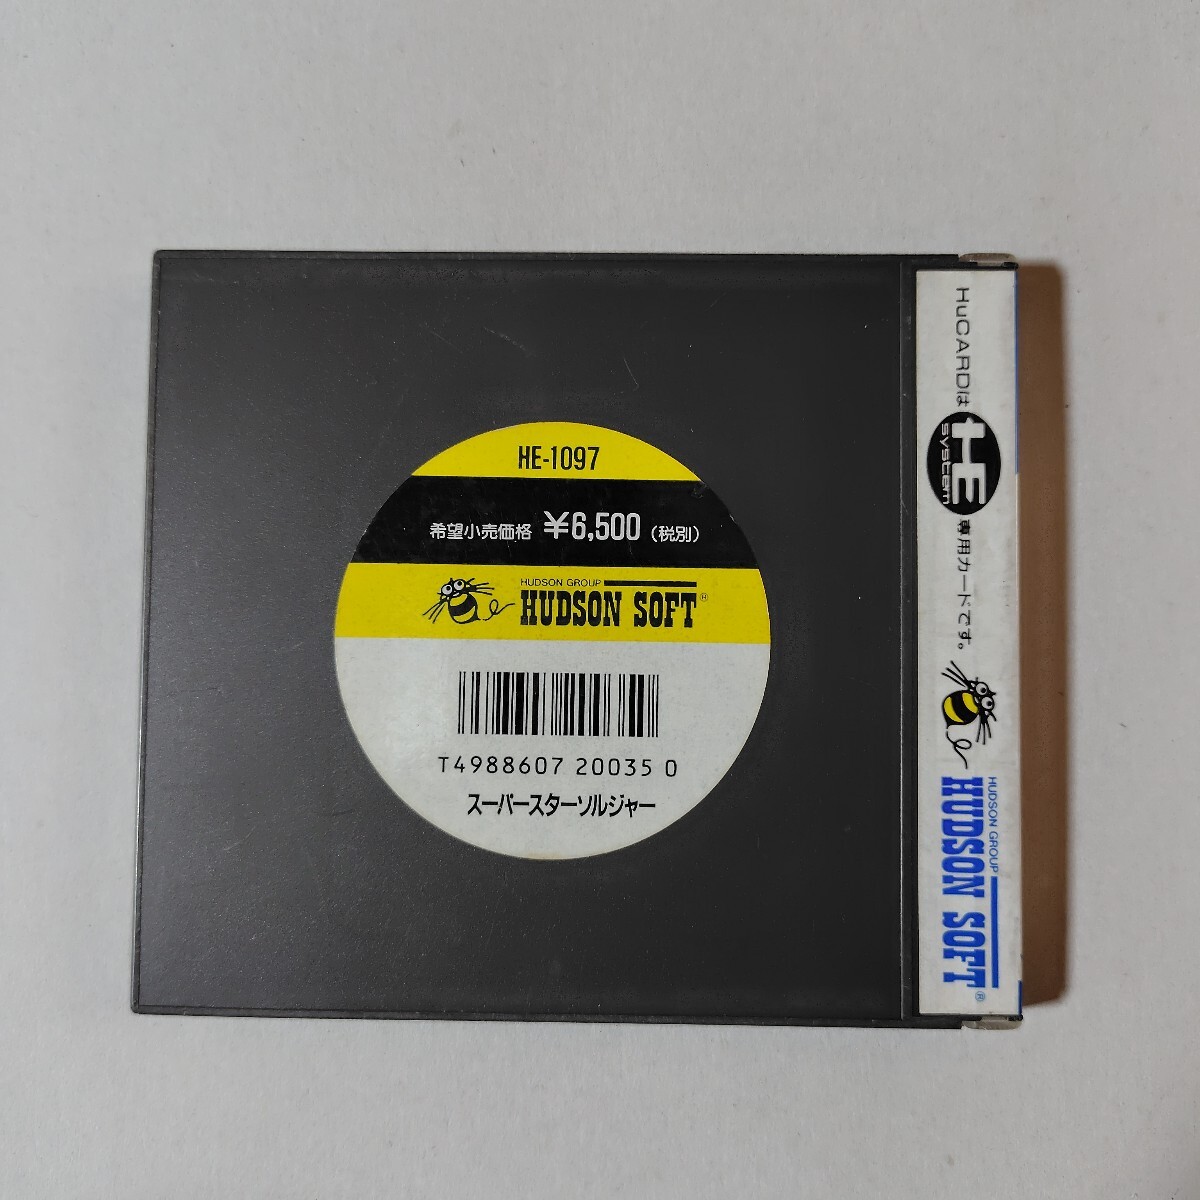 HE-1097
希望小売価格 ¥6,500 (税別)
HUDSON GROUP
HUDSON SOFT®
T4988607 20035 0
スーパースターソルジャー
HuCARDは HE system 専用カードです。
HUDSON GROUP
HUDSON SOFT®